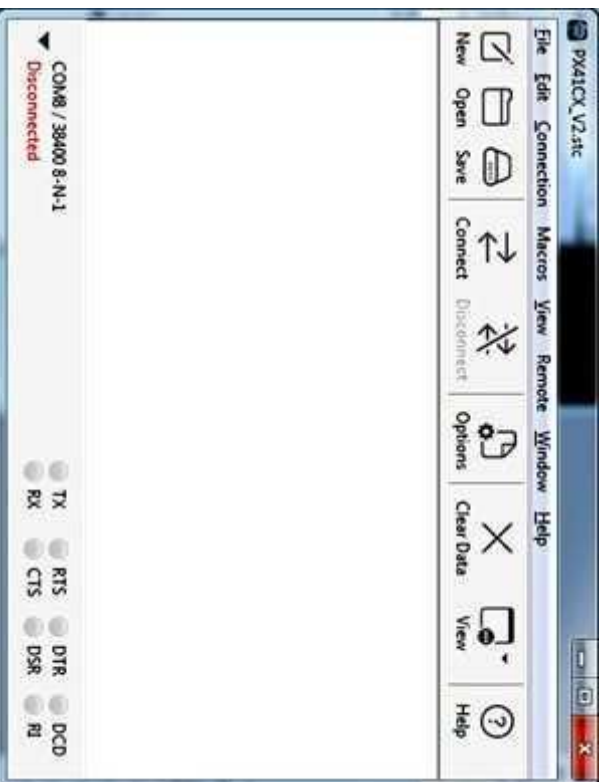 PX41CX_V2.stc
File Edit Connection Macros View Remote Window Help
New Open Save Connect Disconnect Options Clear Data View Help
COM8 / 38400 8-N-1
Disconnected
TX RTS DTR DCD
RX CTS DSR RI